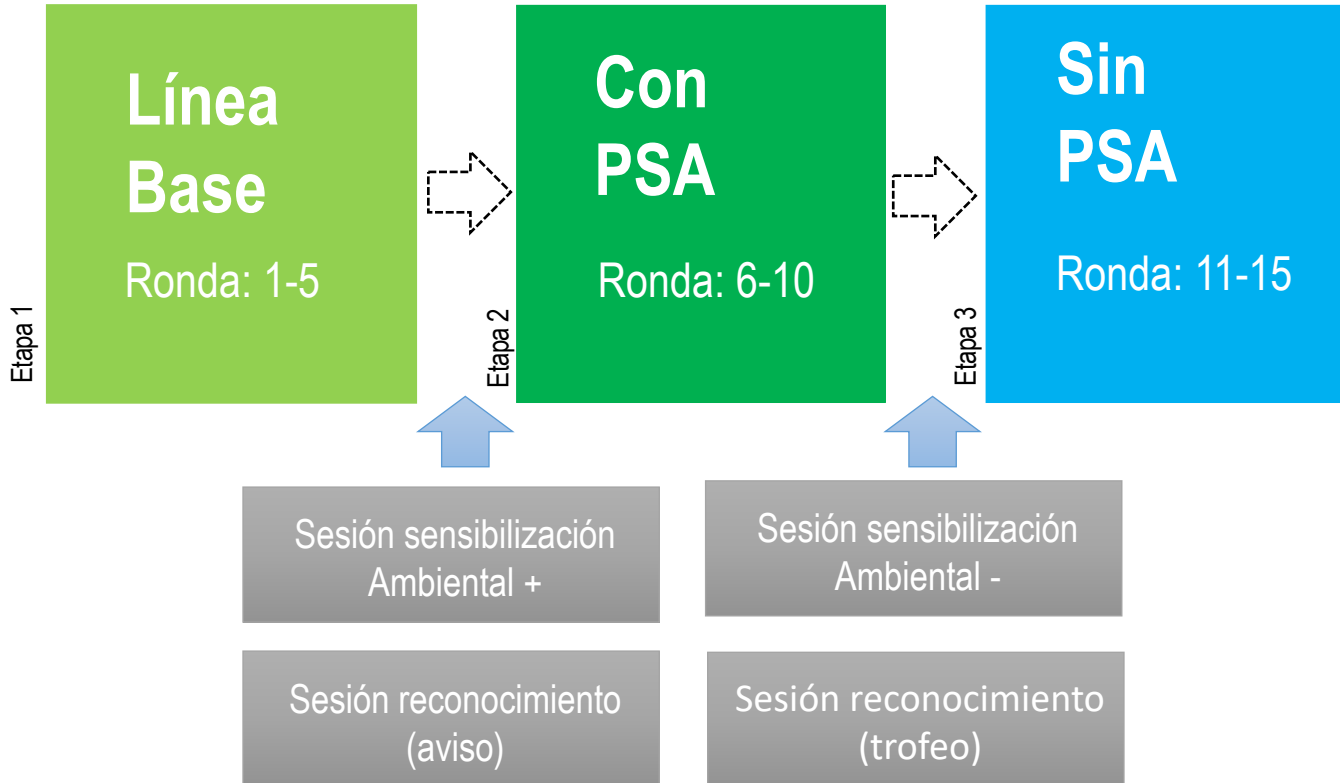 Etapa 1
Línea
Base
Ronda: 1-5
Etapa 2
Con
PSA
Ronda: 6-10
Etapa 3
Sin
PSA
Ronda: 11-15
Sesión sensibilización
Ambiental +
Sesión sensibilización
Ambiental -
Sesión reconocimiento
(aviso)
Sesión reconocimiento
(trofeo)